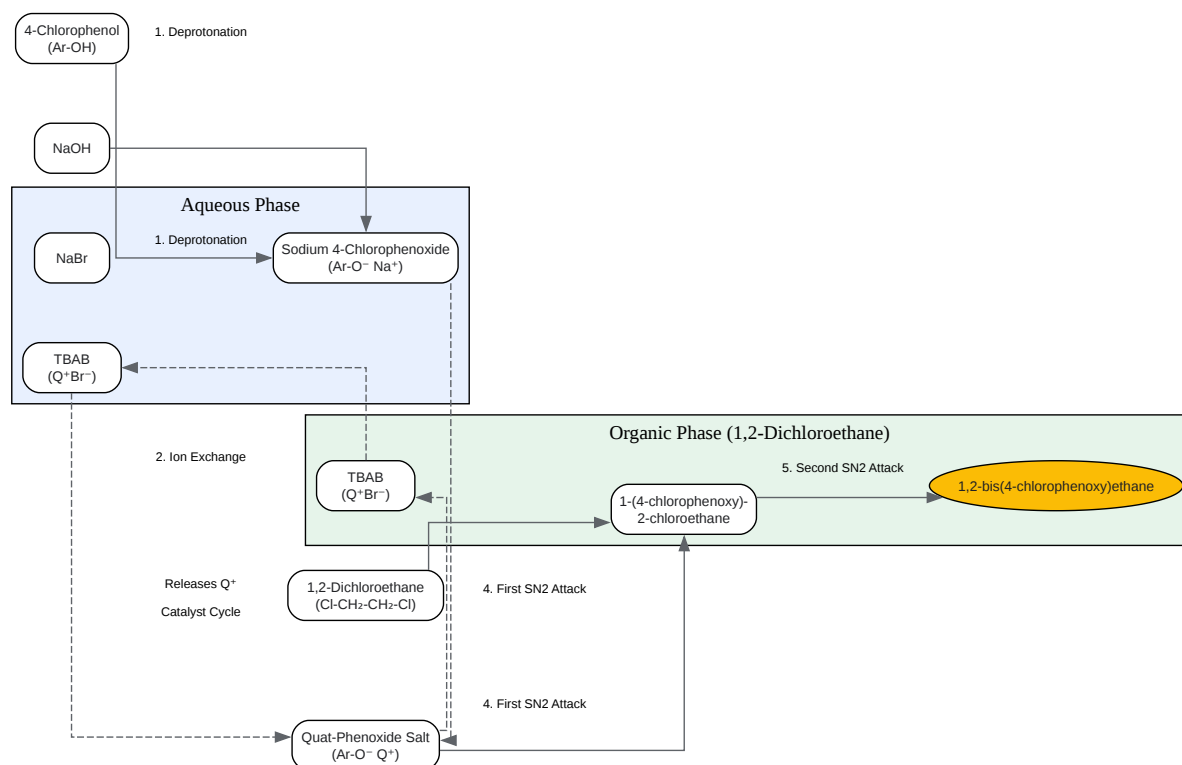 4-Chlorophenol
(Ar-OH)
1. Deprotonation
NaOH
Aqueous Phase
NaBr
1. Deprotonation
Sodium 4-Chlorophenoxide
(Ar-O⁻ Na⁺)
TBAB
(Q⁺Br⁻)
Organic Phase (1,2-Dichloroethane)
2. Ion Exchange
TBAB
(Q⁺Br⁻)
5. Second SN2 Attack
1-(4-chlorophenoxy)-
2-chloroethane
1,2-bis(4-chlorophenoxy)ethane
Releases Q⁺
Catalyst Cycle
1,2-Dichloroethane
(Cl-CH₂-CH₂-Cl)
4. First SN2 Attack
4. First SN2 Attack
Quat-Phenoxide Salt
(Ar-O⁻ Q⁺)